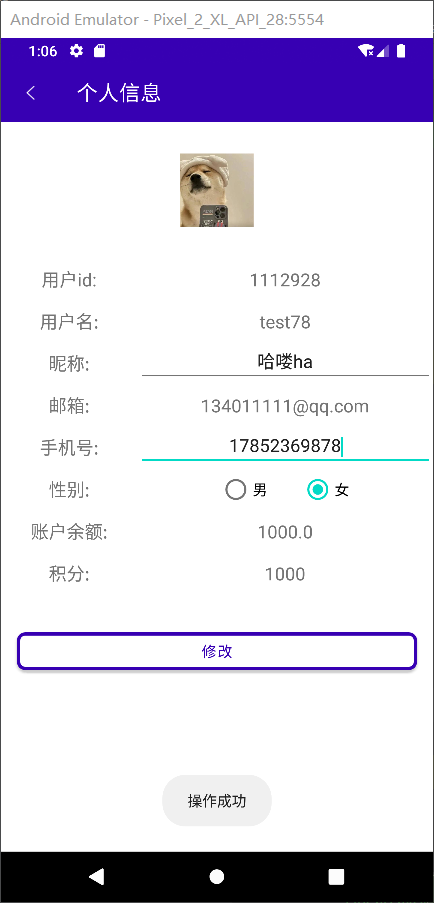 Android Emulator - Pixel_2_XL_API_28:5554
1:06
个人信息
用户id: 1112928
用户名: test78
昵称: 哈喽ha
邮箱: 134011111@qq.com
手机号: 17852369878
性别: 男 女
账户余额: 1000.0
积分: 1000
修改
操作成功